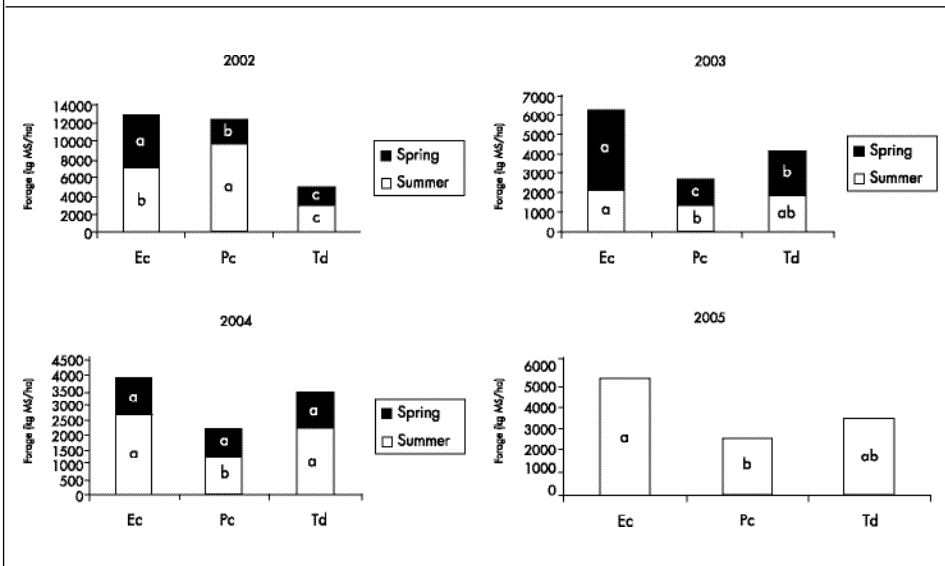 2002
Forage (kg MS/ha)
14000
12000
10000
8000
6000
4000
2000
0
a
b
b
a
c
c
Ec Pc Td
Spring
Summer
2003
Forage (kg MS/ha)
7000
6000
5000
4000
3000
2000
1000
0
a
a
c
b
b
ab
Ec Pc Td
Spring
Summer
2004
Forage (kg MS/ha)
4500
4000
3500
3000
2500
2000
1500
1000
500
0
a
a
a
b
a
a
Ec Pc Td
Spring
Summer
2005
Forage (kg MS/ha)
6000
5000
4000
3000
2000
1000
0
a
b
ab
Ec Pc Td